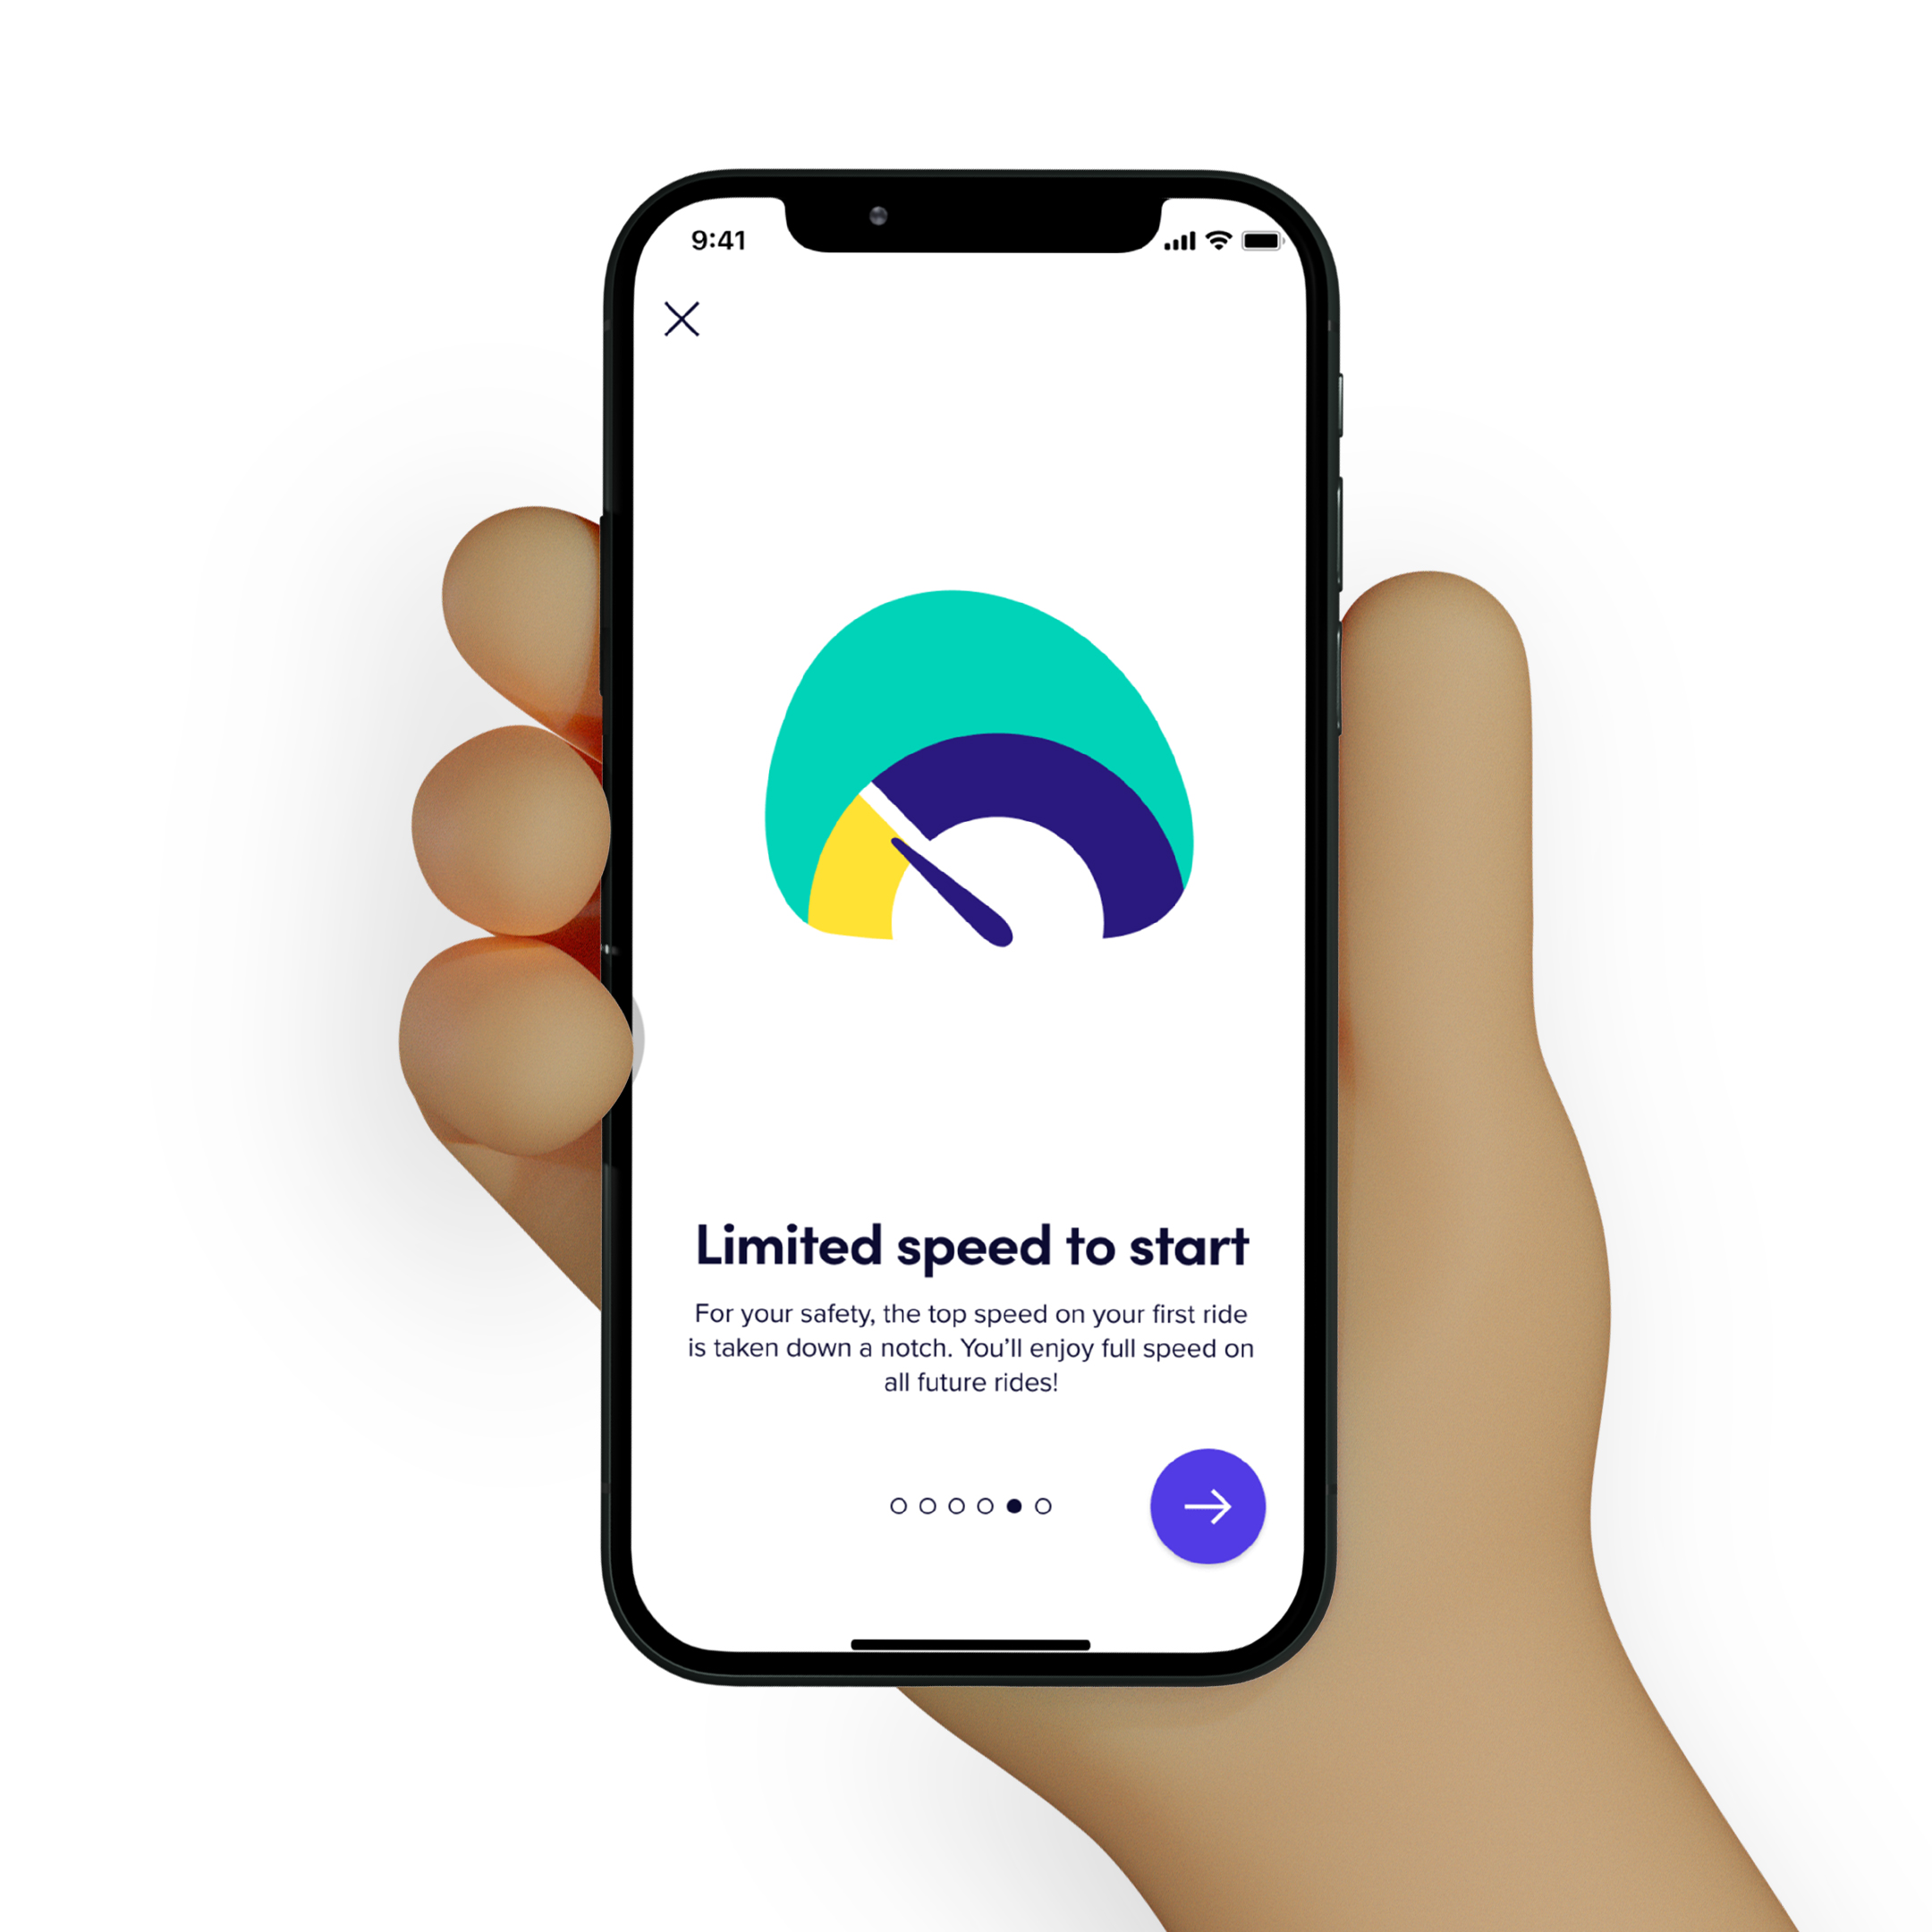 9:41
Limited speed to start
For your safety, the top speed on your first ride
is taken down a notch. You’ll enjoy full speed on
all future rides!